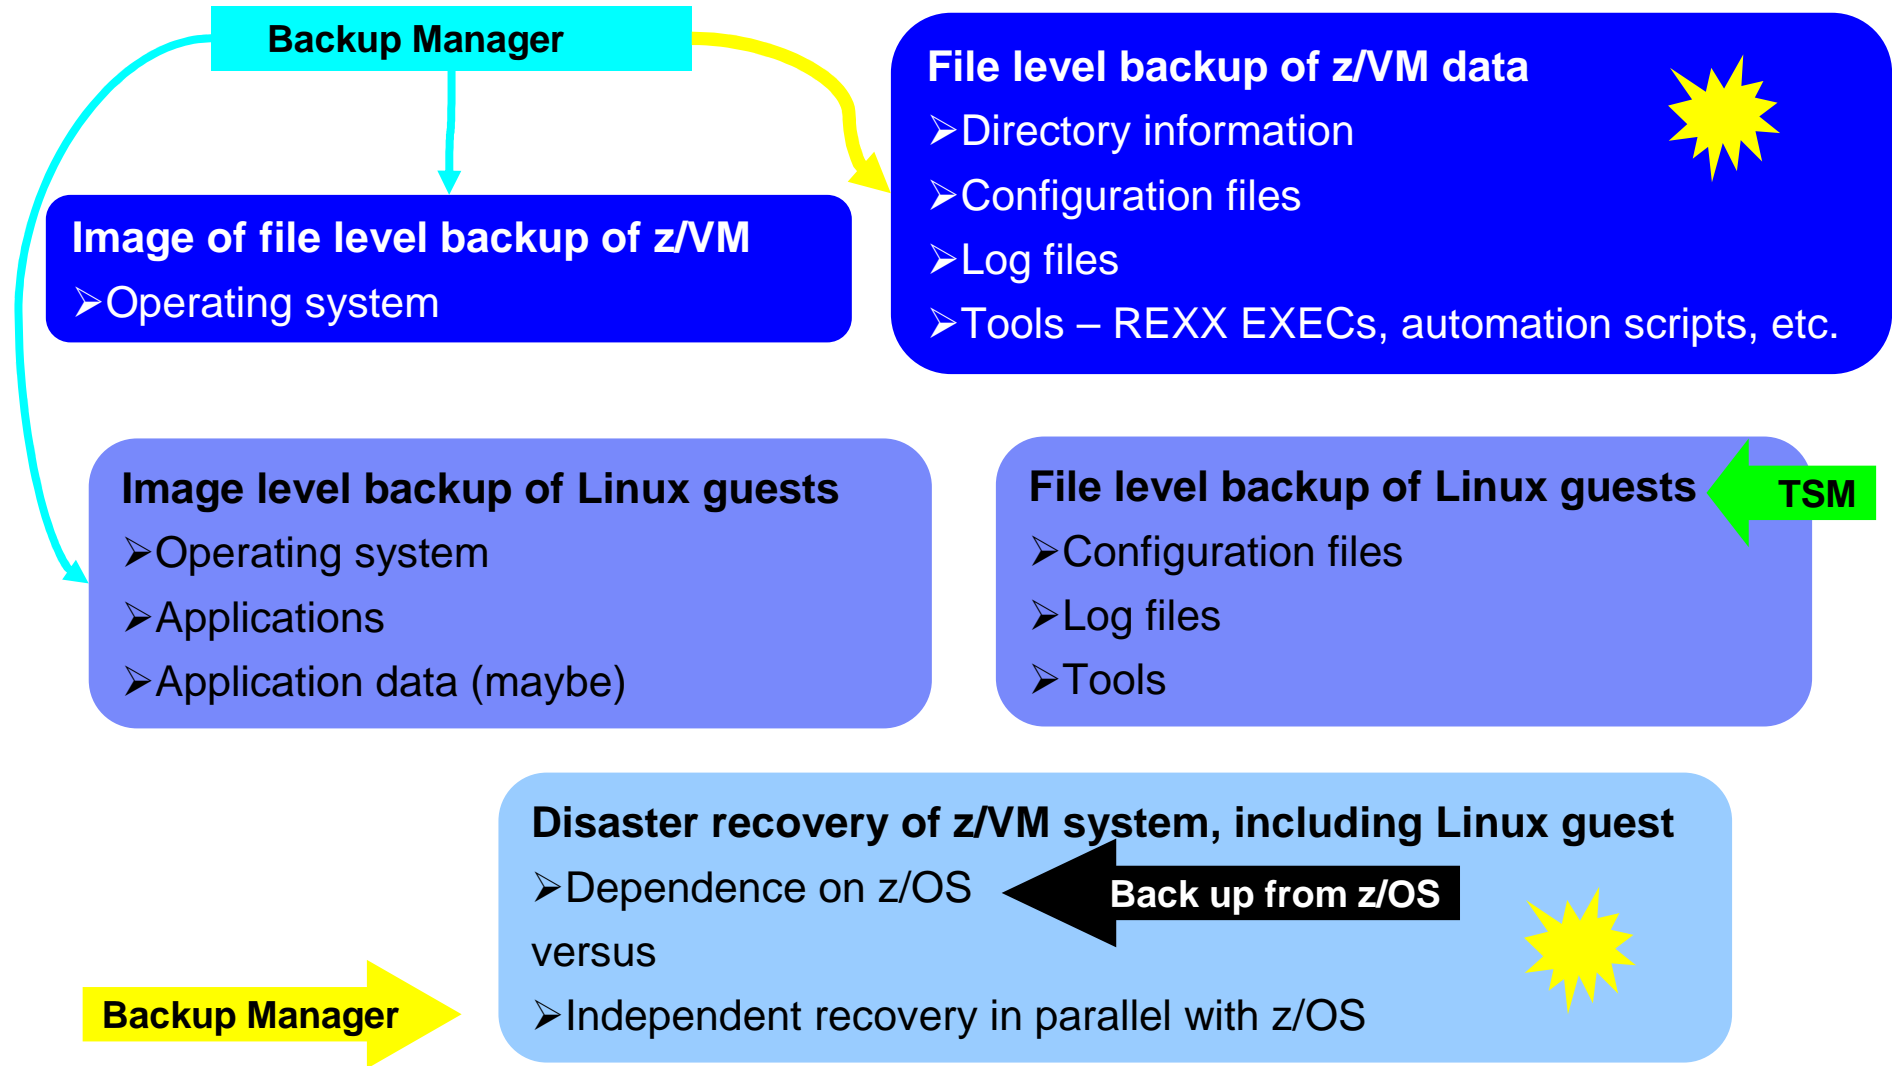 Backup Manager
File level backup of z/VM data
➢Directory information
➢Configuration files
➢Log files
➢Tools – REXX EXECs, automation scripts, etc.
Image of file level backup of z/VM
➢Operating system
Image level backup of Linux guests
➢Operating system
➢Applications
➢Application data (maybe)
File level backup of Linux guests
TSM
➢Configuration files
➢Log files
➢Tools
Disaster recovery of z/VM system, including Linux guest
➢Dependence on z/OS
Back up from z/OS
versus
➢Independent recovery in parallel with z/OS
Backup Manager